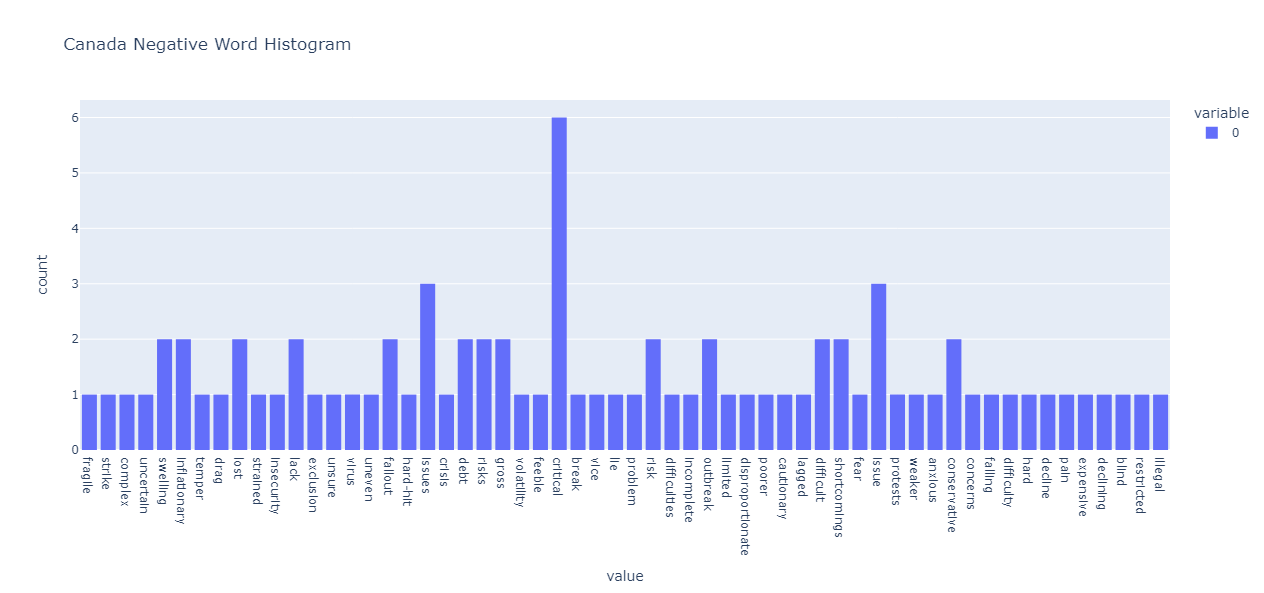 Canada Negative Word Histogram
variable
0
6
5
4
3
2
1
0
count
fragile
strike
complex
uncertain
swelling
inflationary
temper
drag
lost
strained
insecurity
lack
exclusion
unsure
virus
uneven
fallout
hard-hit
issues
crisis
debt
risks
gross
volatility
feeble
critical
break
vice
lie
problem
risk
difficulties
incomplete
outbreak
limited
disproportionate
poorer
cautionary
lagged
difficult
shortcomings
fear
issue
protests
weaker
anxious
conservative
concerns
falling
difficulty
hard
decline
pain
expensive
declining
blind
restricted
illegal
value